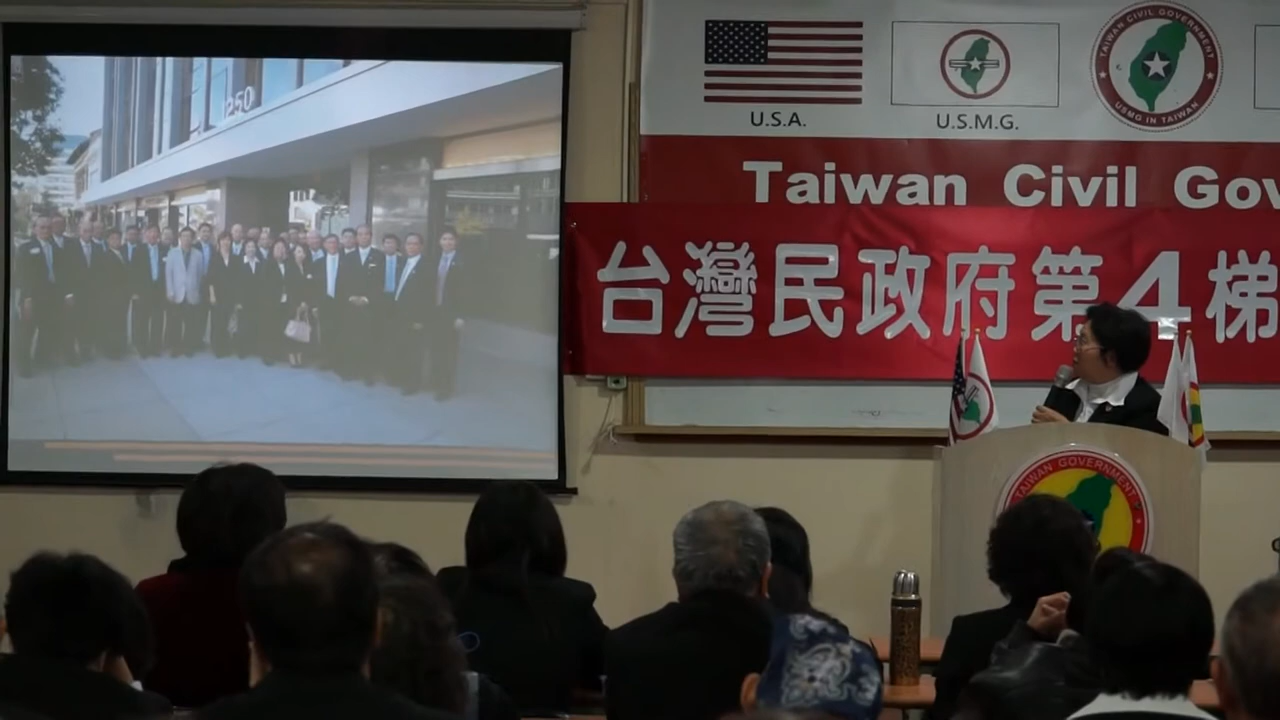 1250
U.S.A.
U.S.M.G.
TAIWAN CIVIL GOVERNMENT
USMG IN TAIWAN
Taiwan Civil Gov
台灣民政府第4梯
TAIWAN GOVERNMENT